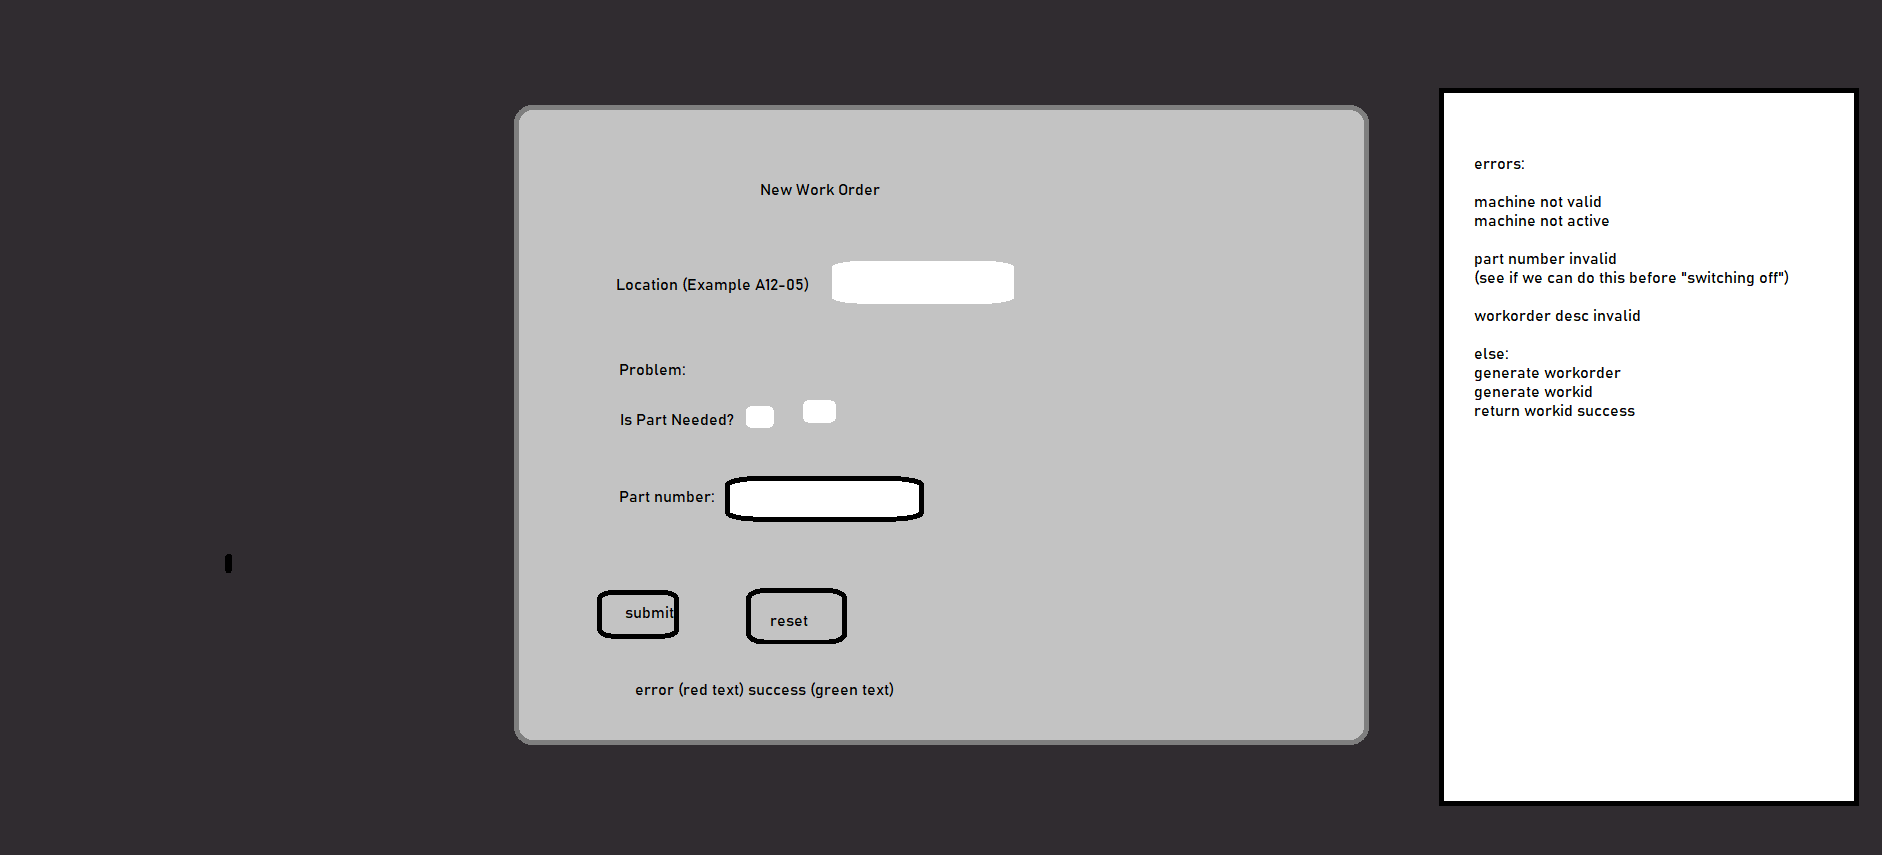 New Work Order
Location (Example A12-05)
Problem:
Is Part Needed?
Part number:
submit
reset
error (red text) success (green text)
errors:
machine not valid
machine not active
part number invalid
(see if we can do this before "switching off")
workorder desc invalid
else:
generate workorder
generate workid
return workid success